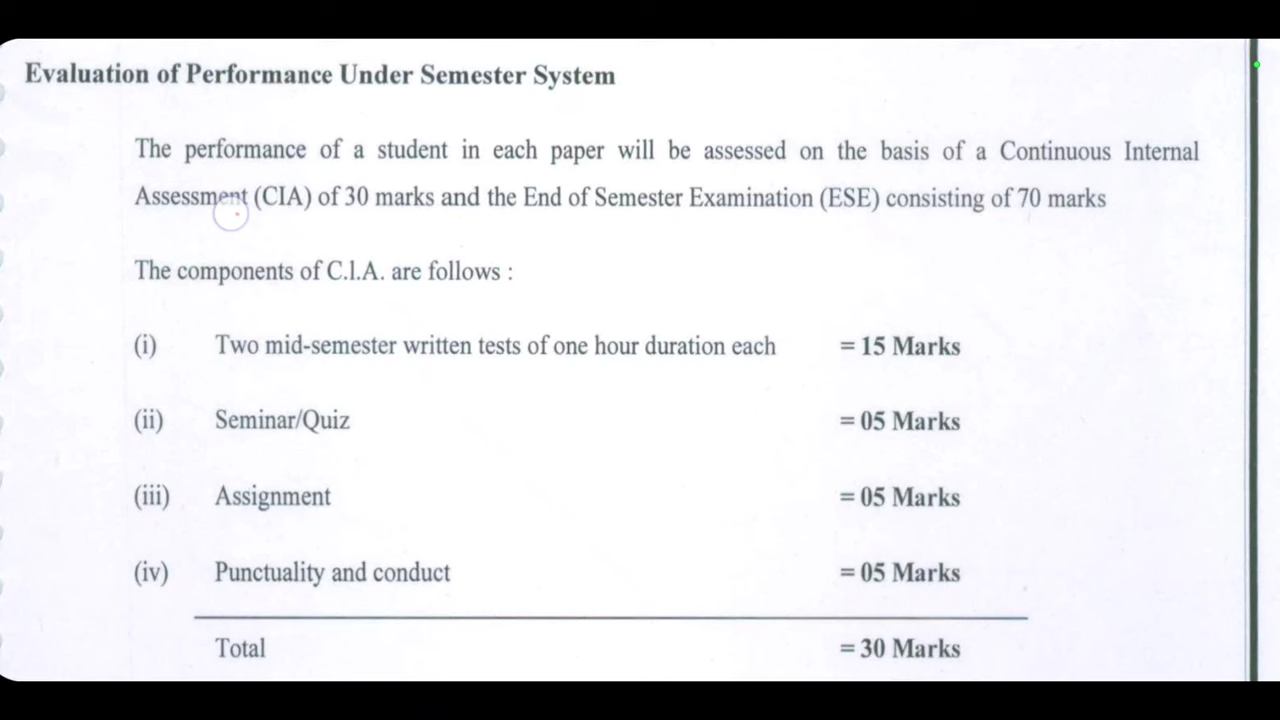 Evaluation of Performance Under Semester System
The performance of a student in each paper will be assessed on the basis of a Continuous Internal
Assessment (CIA) of 30 marks and the End of Semester Examination (ESE) consisting of 70 marks
The components of C.l.A. are follows :
(i) Two mid-semester written tests of one hour duration each = 15 Marks
(ii) Seminar/Quiz = 05 Marks
(iii) Assignment = 05 Marks
(iv) Punctuality and conduct = 05 Marks
Total = 30 Marks